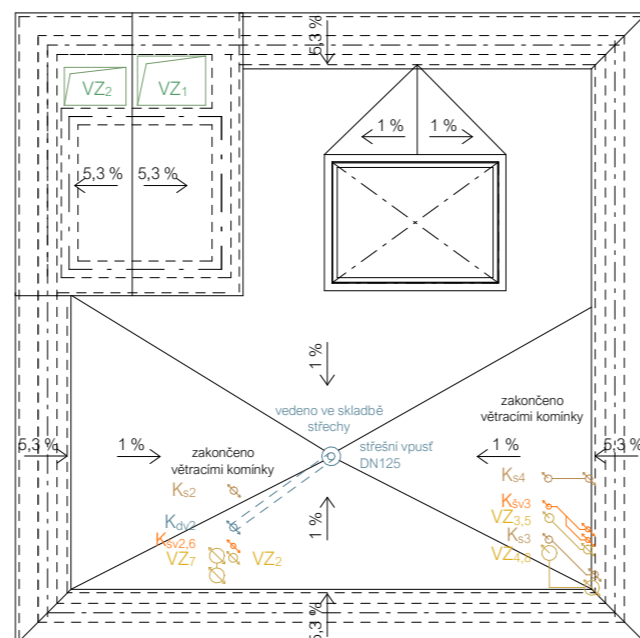 5,3 %
VZ2
VZ1
1 %
1 %
5,3 %
5,3 %
1 %
vedeno ve skladbě
střechy
zakončeno
větracími komínky
5,3 %
1 %
zakončeno
větracími komínky
střešní vpusť
DN125
1 %
5,3 %
Ks4
Ks2
Kšv3
VZ3,5
Kdv2
1 %
Ksv2,6
Ks3
VZ7
VZ2
VZ4,6
5,3 %